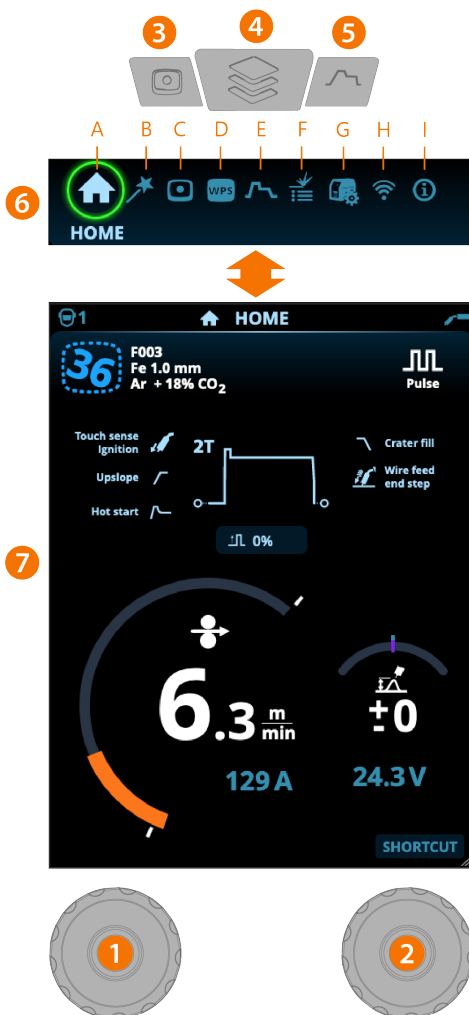 3
4
5
A B C D E F G H I
WPS
6
HOME
1 HOME
36
F003
Fe 1.0 mm
Ar + 18% CO2
Pulse
Touch sense
Ignition
Upslope
Hot start
2T
Crater fill
Wire feed
end step
0%
7
6.3 m
min
±0
129 A
24.3 V
SHORTCUT
1
2